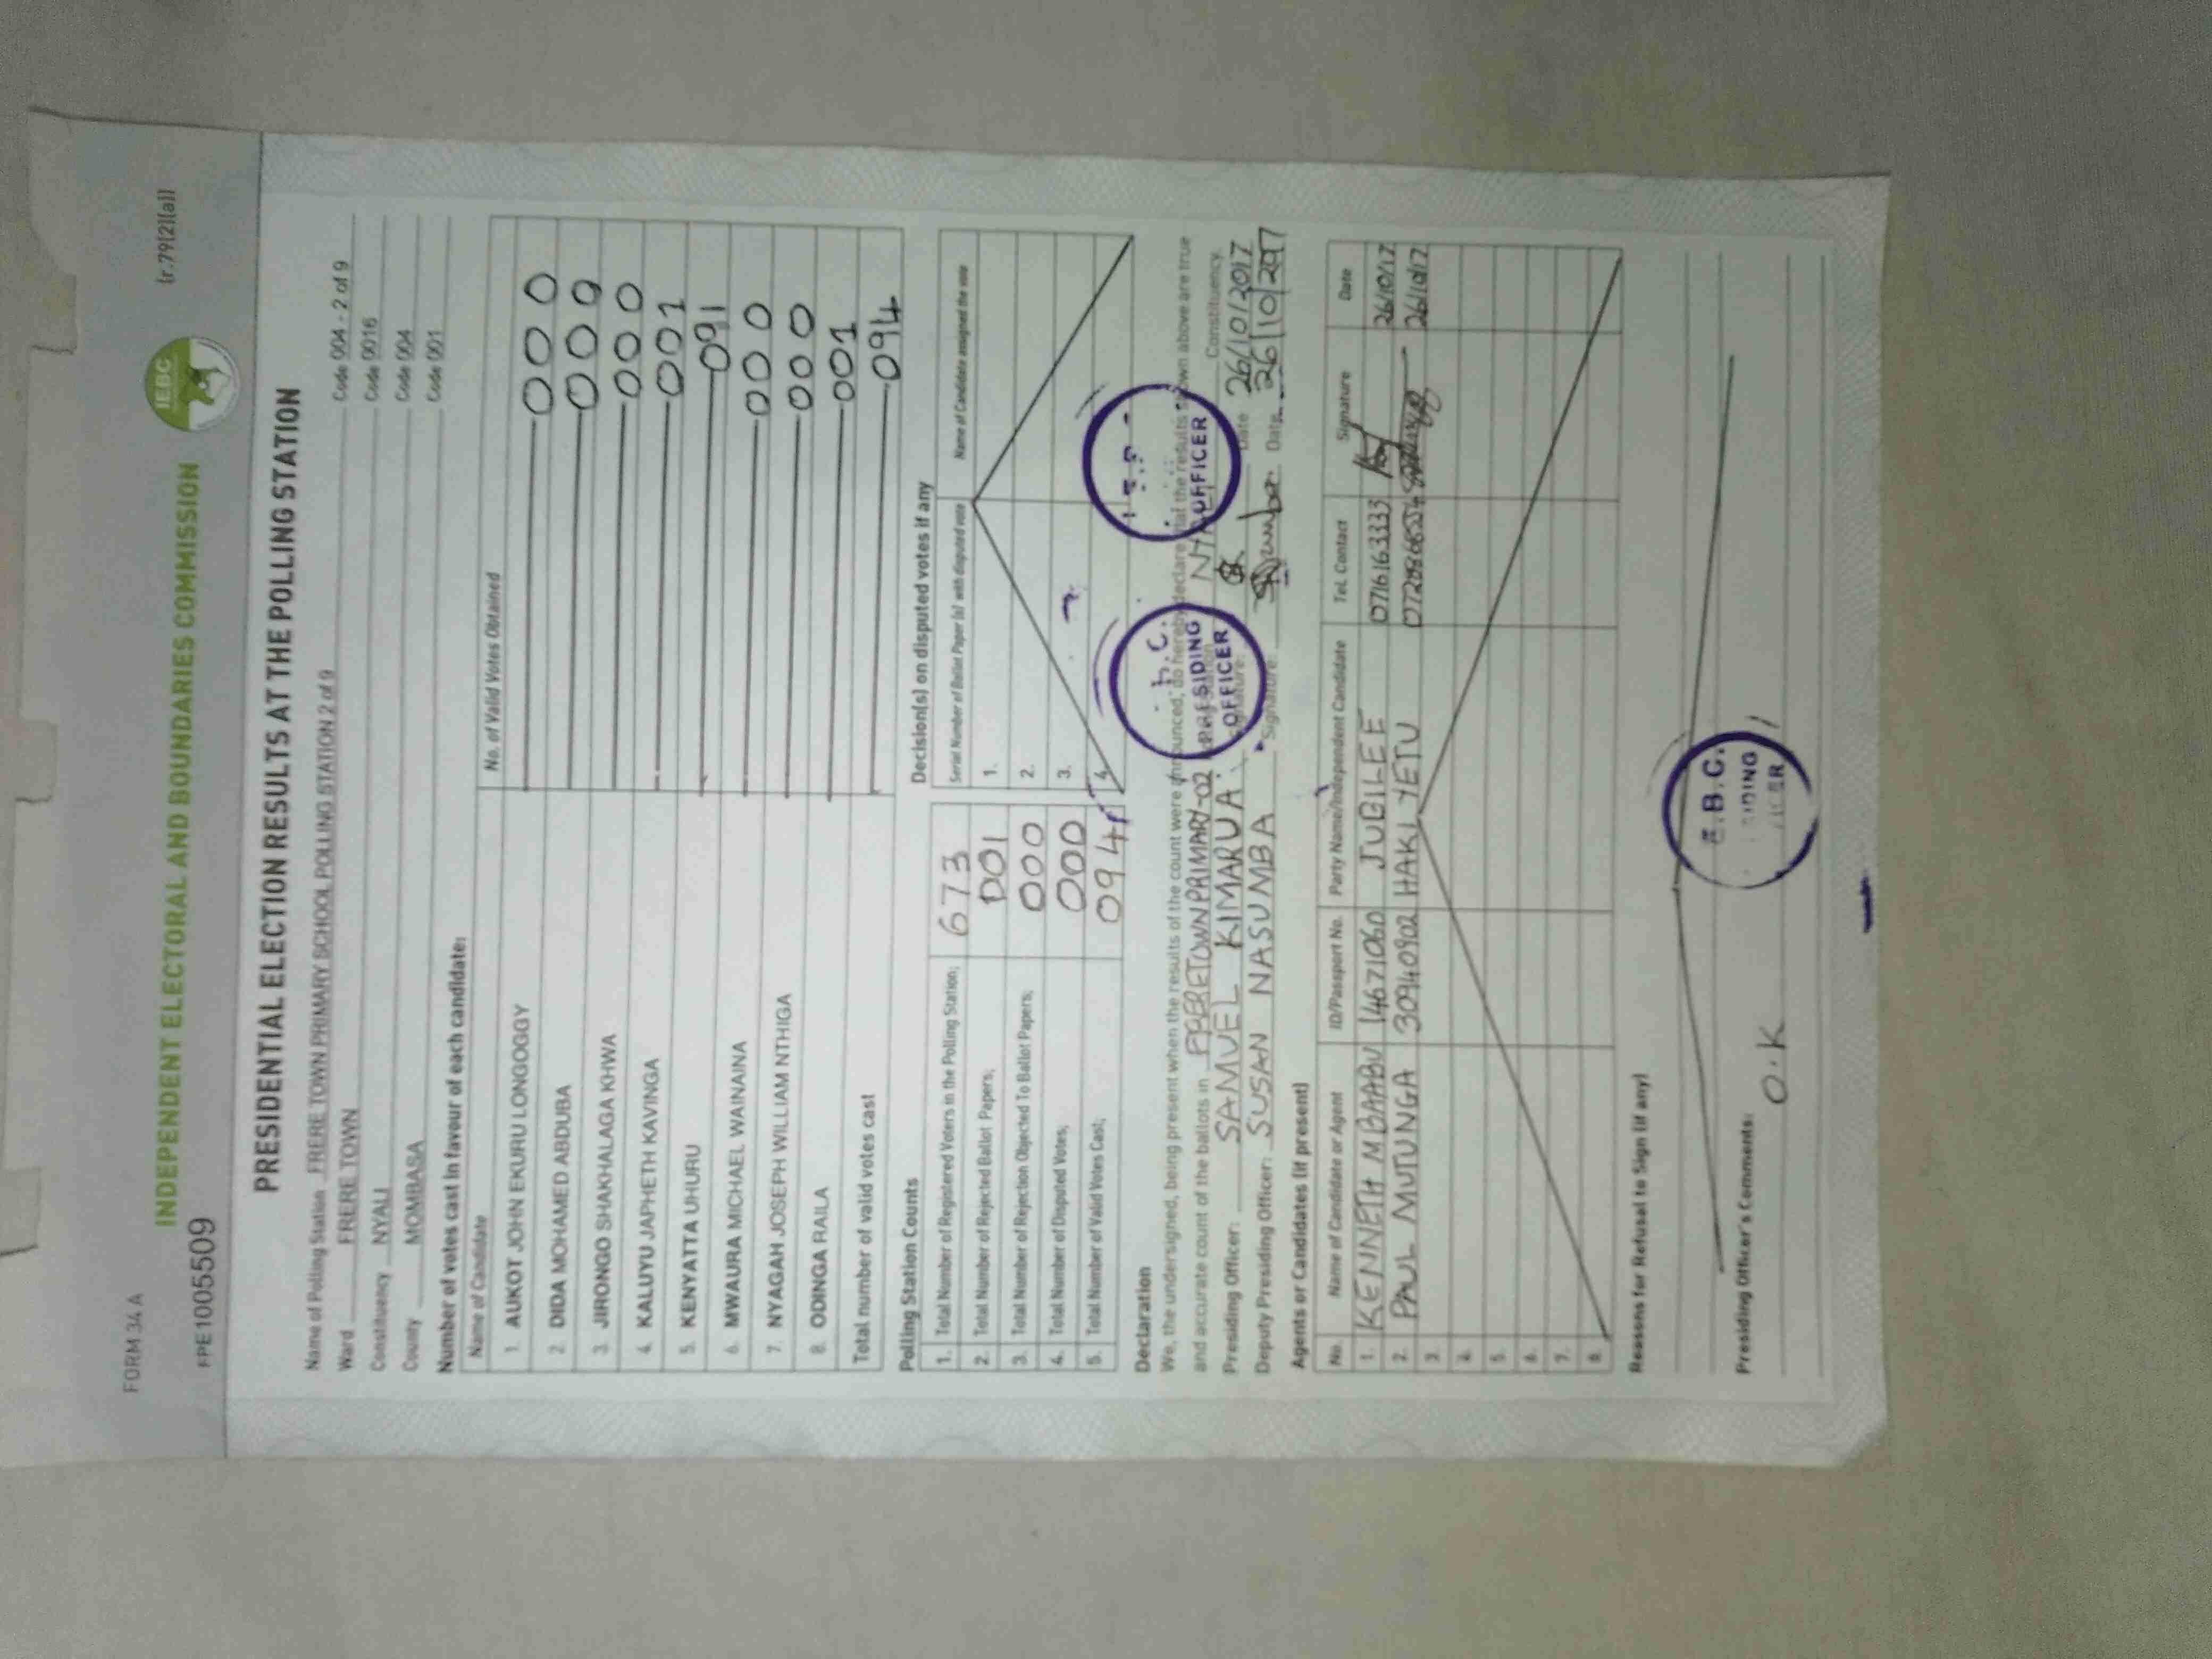 FORM 34 A
(r.79(2)(a))
IEBC
INDEPENDENT ELECTORAL AND BOUNDARIES COMMISSION
FPE1005509
PRESIDENTIAL ELECTION RESULTS AT THE POLLING STATION
Name of Polling Station FRERE TOWN PRIMARY SCHOOL POLLING STATION 2 of 9 Code 004 - 2 of 9
Ward FRERE TOWN Code 0016
Constituency NYALI Code 004
County MOMBASA Code 001
Number of votes cast in favour of each candidate:
Name of Candidate No. of Valid Votes Obtained
1. AUKOT JOHN EKURU LONGOGGY 000
2. DIDA MOHAMED ABDUBA 000
3. JIRONGO SHAKHALAGA KHWA 000
4. KALUYU JAPHETH KAVINGA 001
5. KENYATTA UHURU 091
6. MWAURA MICHAEL WAINAINA 000
7. NYAGAH JOSEPH WILLIAM NTHIGA 000
8. ODINGA RAILA 001
Total number of valid votes cast 094
Polling Station Counts
1. Total Number of Registered Voters in the Polling Station; 673
2. Total Number of Rejected Ballot Papers; 001
3. Total Number of Rejection Objected To Ballot Papers; 000
4. Total Number of Disputed Votes; 000
5. Total Number of Valid Votes Cast; 094
Decision(s) on disputed votes if any
Serial Number of Ballot Paper (s) with disputed vote Name of Candidate assigned the vote
1.
2.
3.
4.
Declaration
We, the undersigned, being present when the results of the count were announced, do hereby declare that the results shown above are true
and accurate count of the ballots in FRERETOWN PRIMARY-02 Constituency.
Presiding Officer: SAMUEL KIMARUA Signature: Date 26/10/2017
Deputy Presiding Officer: SUSAN NASUMBA Signature: Date 26/10/2017
PRESIDING
OFFICER
OFFICER
Agents or Candidates (if present)
No. Name of Candidate or Agent ID/Passport No. Party Name/Independent Candidate Tel. Contact Signature Date
1. KENNETH MBAABU 14671060 JUBILEE 0716163333 26/10/17
2. PAUL MUTUNGA 30940902 HAKI YETU 26/10/17
3.
4.
5.
6.
7.
8.
Reasons for Refusal to Sign (if any)
Presiding Officer's Comments:
O.K